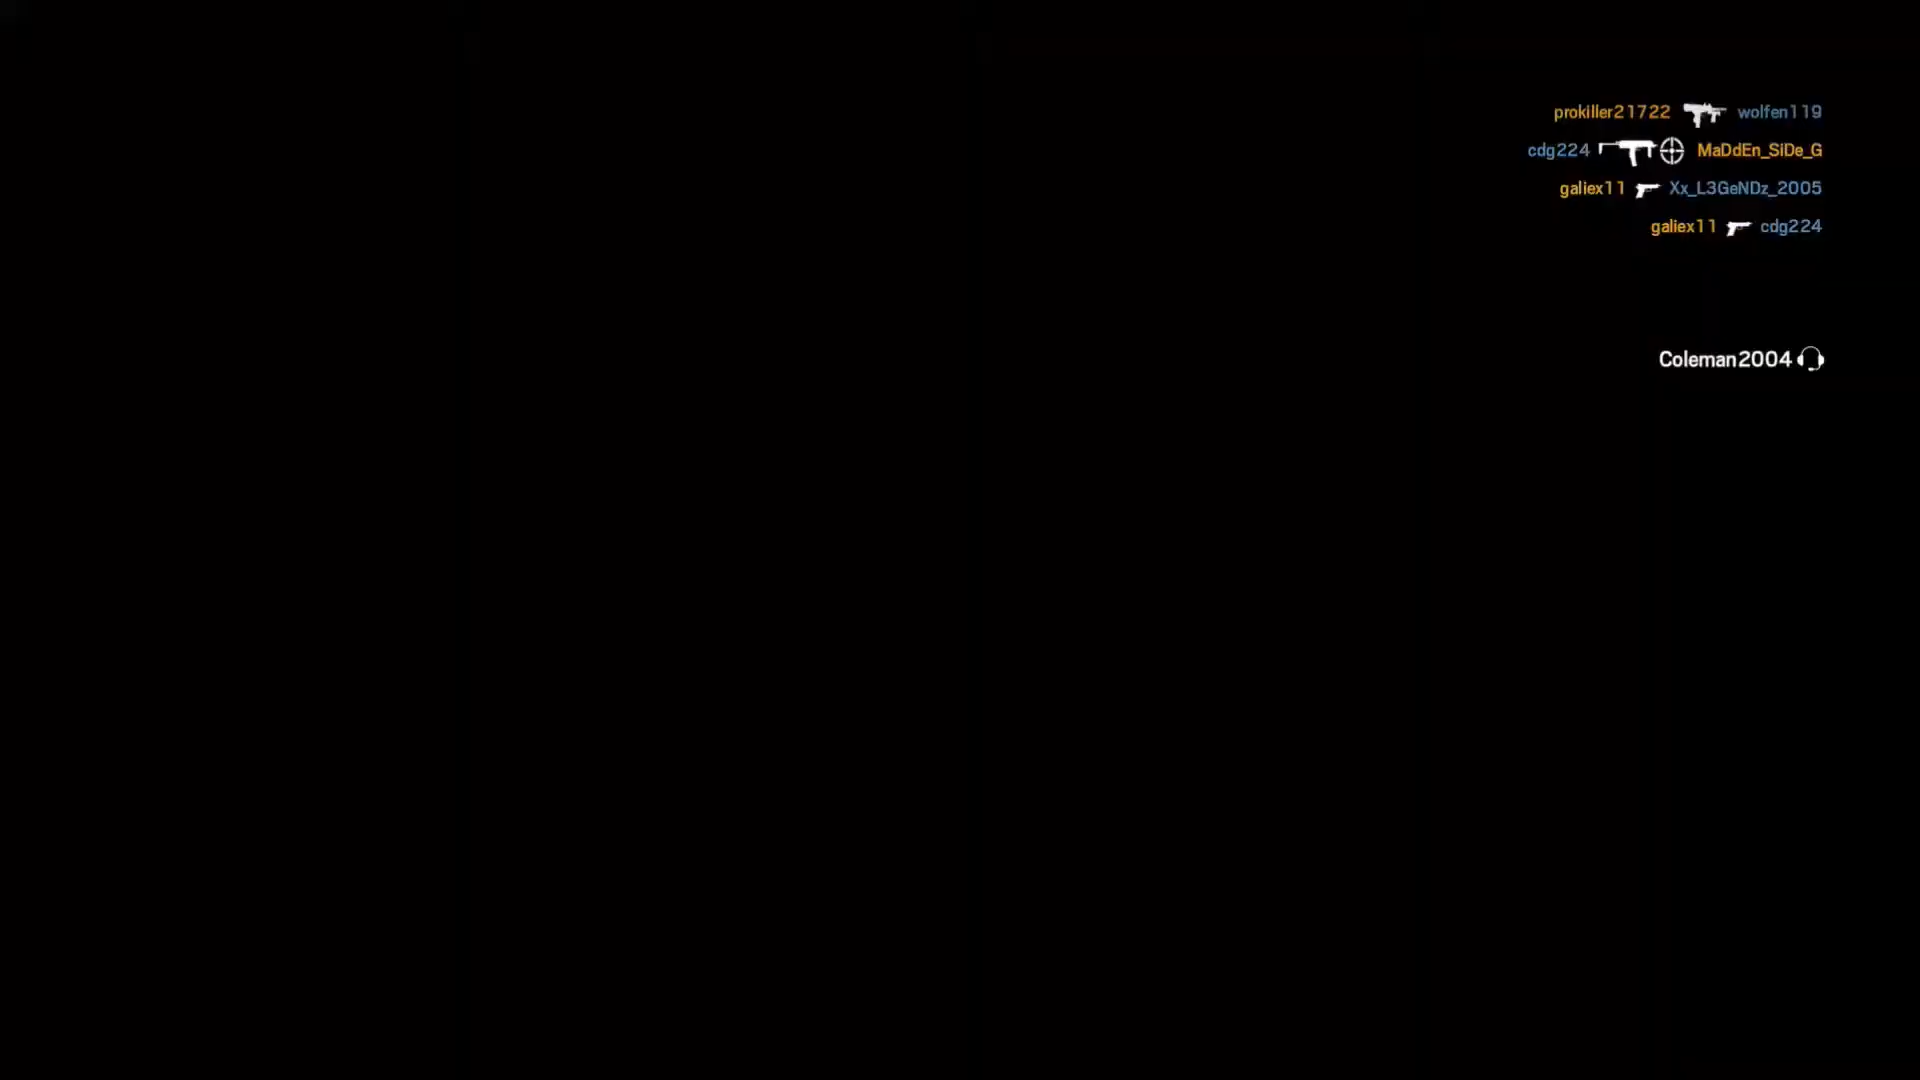 prokiller21722 wolfen119
cdg224 MaDdEn_SiDe_G
galiex11 Xx_L3GeNDz_2005
galiex11 cdg224
Coleman2004